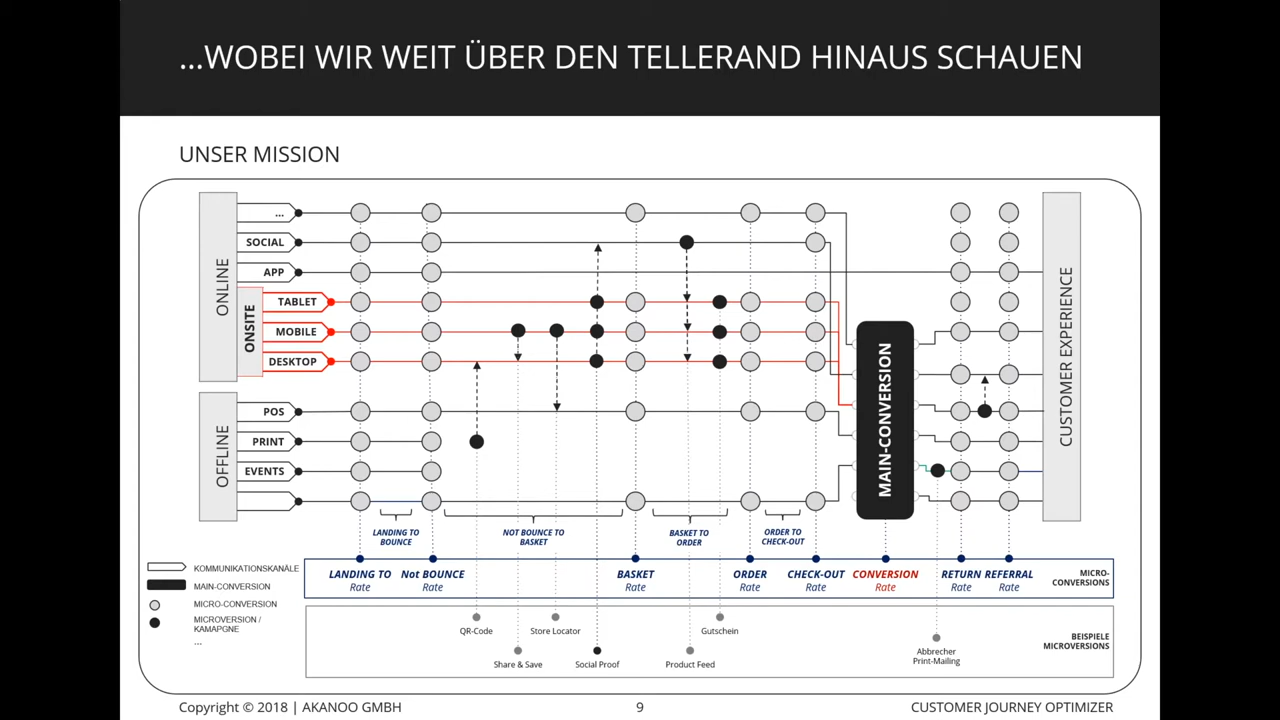 ...WOBEI WIR WEIT ÜBER DEN TELLERAND HINAUS SCHAUEN
UNSER MISSION
ONLINE
ONSITE
OFFLINE
...
SOCIAL
APP
TABLET
MOBILE
DESKTOP
POS
PRINT
EVENTS
MAIN-CONVERSION
CUSTOMER EXPERIENCE
LANDING TO
BOUNCE
NOT BOUNCE TO
BASKET
BASKET TO
ORDER
ORDER TO
CHECK-OUT
LANDING TO
Rate
Not BOUNCE
Rate
BASKET
Rate
ORDER
Rate
CHECK-OUT
Rate
CONVERSION
Rate
RETURN
Rate
REFERRAL
Rate
MICRO-
CONVERSIONS
KOMMUNIKATIONSKANÄLE
MAIN-CONVERSION
MICRO-CONVERSION
MICROVERSION /
KAMAPGNE
...
QR-Code
Share & Save
Store Locator
Social Proof
Product Feed
Gutschein
Abbrecher
Print-Mailing
BEISPIELE
MICROVERSIONS
Copyright © 2018 | AKANOO GMBH
9
CUSTOMER JOURNEY OPTIMIZER